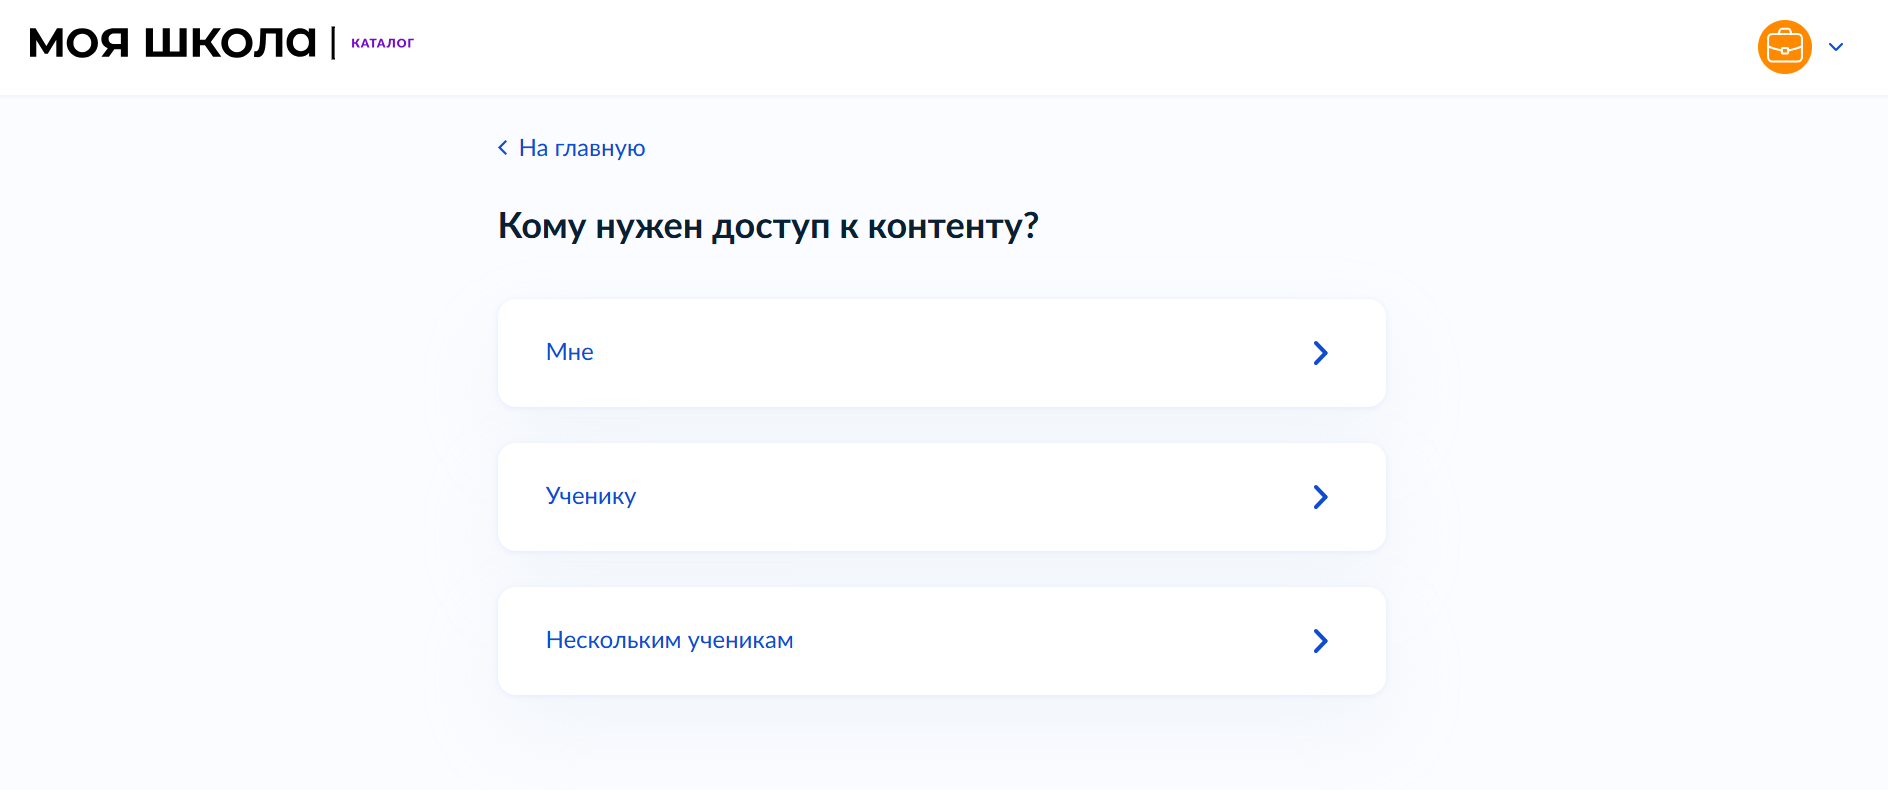 МОЯ ШКОЛА | КАТАЛОГ
На главную
Кому нужен доступ к контенту?
Мне
Ученику
Нескольким ученикам